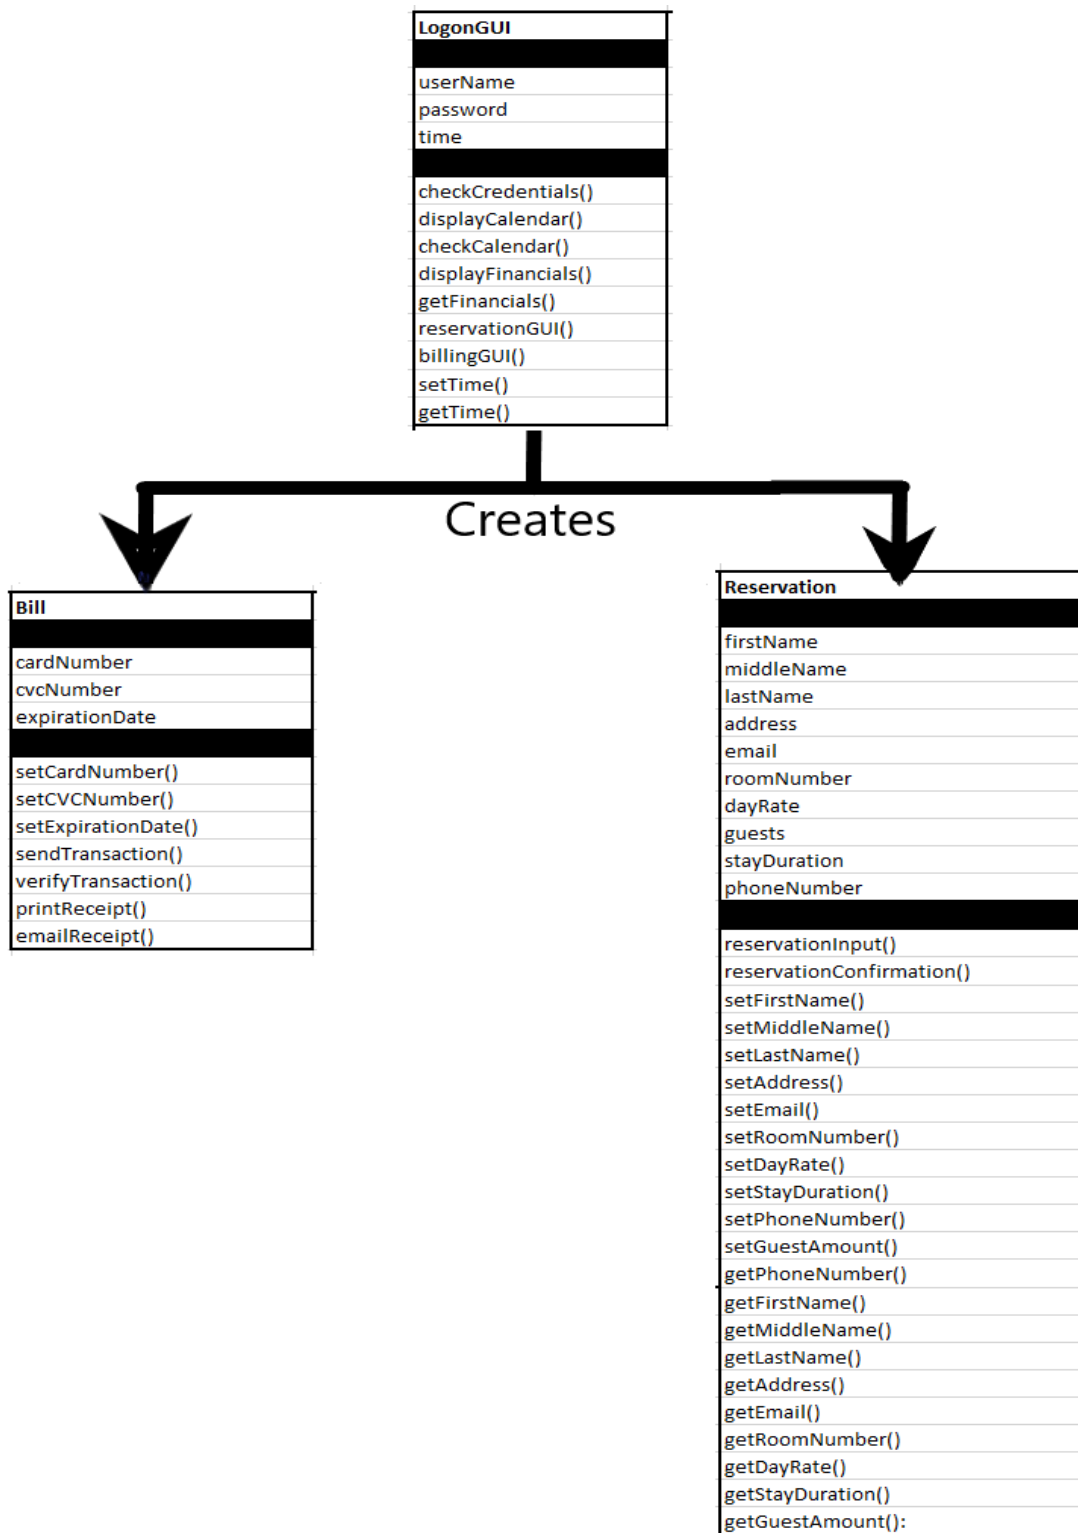 LogonGUI
userName
password
time
checkCredentials()
displayCalendar()
checkCalendar()
displayFinancials()
getFinancials()
reservationGUI()
billingGUI()
setTime()
getTime()
Creates
Bill
cardNumber
cvcNumber
expirationDate
setCardNumber()
setCVCNumber()
setExpirationDate()
sendTransaction()
verifyTransaction()
printReceipt()
emailReceipt()
Reservation
firstName
middleName
lastName
address
email
roomNumber
dayRate
guests
stayDuration
phoneNumber
reservationInput()
reservationConfirmation()
setFirstName()
setMiddleName()
setLastName()
setAddress()
setEmail()
setRoomNumber()
setDayRate()
setStayDuration()
setPhoneNumber()
setGuestAmount()
getPhoneNumber()
getFirstName()
getMiddleName()
getLastName()
getAddress()
getEmail()
getRoomNumber()
getDayRate()
getStayDuration()
getGuestAmount():